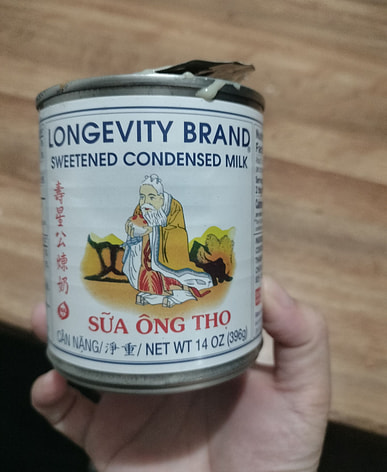 LONGEVITY BRAND
SWEETENED CONDENSED MILK
壽星公煉奶
SỮA ÔNG THỌ
CÂN NẶNG/淨重/ NET WT 14 OZ (396g)